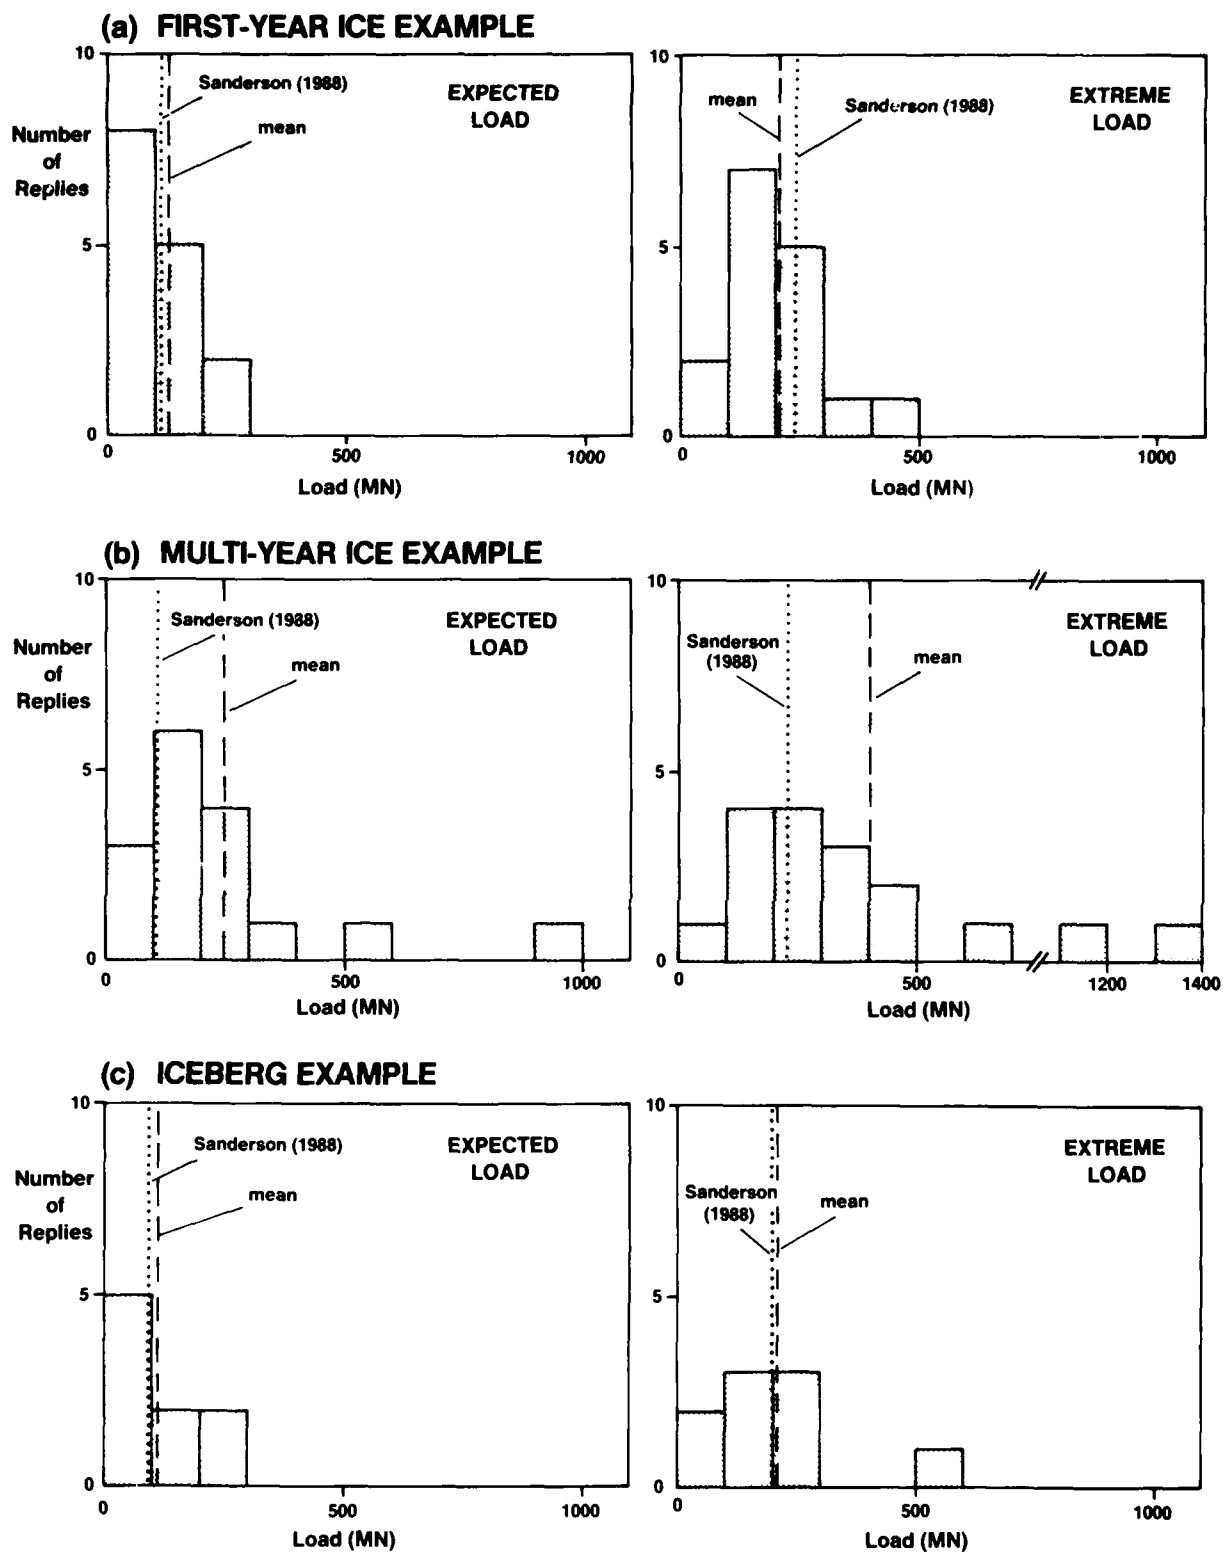 (a) FIRST-YEAR ICE EXAMPLE
10
Sanderson (1988)
EXPECTED
LOAD
mean
Number
of
Replies
5
0
0
500
1000
Load (MN)
10
mean
Sanderson (1988)
EXTREME
LOAD
5
0
0
500
1000
Load (MN)
(b) MULTI-YEAR ICE EXAMPLE
10
Sanderson (1988)
EXPECTED
LOAD
Number
of
Replies
mean
5
0
0
500
1000
Load (MN)
10
EXTREME
LOAD
Sanderson
(1988)
mean
5
0
0
500
1200
1400
Load (MN)
(c) ICEBERG EXAMPLE
10
Sanderson (1988)
EXPECTED
LOAD
Number
of
Replies
mean
5
0
0
500
1000
Load (MN)
10
EXTREME
LOAD
Sanderson
(1988)
mean
5
0
0
500
1000
Load (MN)